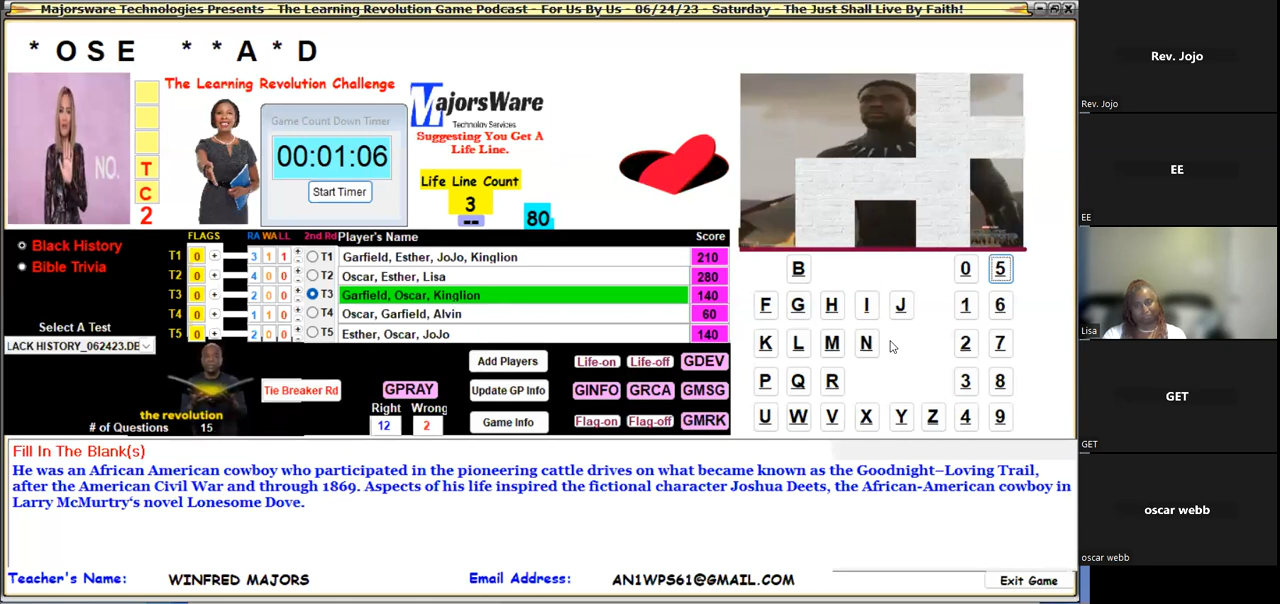 Majorsware Technologies Presents - The Learning Revolution Game Podcast - For Us By Us - 06/24/23 - Saturday - The Just Shall Live By Faith!
* O S E * * A * D
The Learning Revolution Challenge
NO.
T
C
2
Game Count Down Timer
00:01:06
Start Timer
MajorsWare
Technology Services
Suggesting You Get A
Life Line.
Life Line Count
3
--
80
Black History
Bible Trivia
Select A Test
LACK HISTORY_062423.DE
FLAGS RA WA LL 2nd Rd Player's Name Score
T1 0 + 3 1 1 T1 Garfield, Esther, JoJo, Kinglion 210
T2 0 + 4 0 0 T2 Oscar, Esther, Lisa 280
T3 0 + 2 0 0 T3 Garfield, Oscar, Kinglion 140
T4 0 + 1 1 0 T4 Oscar, Garfield, Alvin 60
T5 0 + 2 0 0 T5 Esther, Oscar, JoJo 140
the revolution
# of Questions 15
Tie Breaker Rd
GPRAY
Right Wrong
12 2
Add Players Life-on Life-off GDEV
Update GP Info GINFO GRCA GMSG
Game Info Flag-on Flag-off GMRK
B 0 5
F G H I J 1 6
K L M N 2 7
P Q R 3 8
U W V X Y Z 4 9
Fill In The Blank(s)
He was an African American cowboy who participated in the pioneering cattle drives on what became known as the Goodnight–Loving Trail,
after the American Civil War and through 1869. Aspects of his life inspired the fictional character Joshua Deets, the African-American cowboy in
Larry McMurtry's novel Lonesome Dove.
Teacher's Name: WINFRED MAJORS Email Address: AN1WPS61@GMAIL.COM Exit Game
Rev. Jojo
Rev. Jojo
EE
EE
Lisa
GET
GET
oscar webb
oscar webb